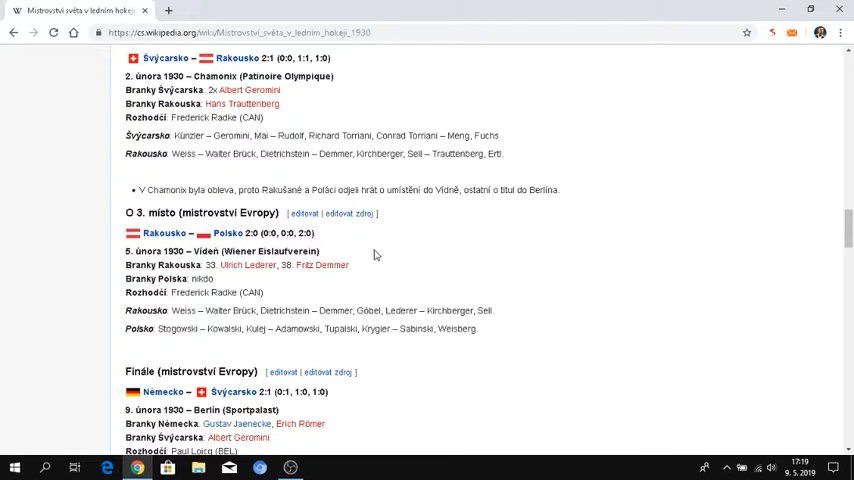 Mistrovství světa v ledním hokeji
https://cs.wikipedia.org/wiki/Mistrovství_světa_v_ledním_hokeji_1930
Švýcarsko – Rakousko 2:1 (0:0, 1:1, 1:0)
2. února 1930 – Chamonix (Patinoire Olympique)
Branky Švýcarska: 2x Albert Geromini
Branky Rakouska: Hans Trauttenberg
Rozhodčí: Frederick Radke (CAN)
Švýcarsko: Künzler – Geromini, Mai – Rudolf, Richard Torriani, Conrad Torriani – Meng, Fuchs.
Rakousko: Weiss – Walter Brück, Dietrichstein – Demmer, Kirchberger, Sell – Trauttenberg, Ertl.
• V Chamonix byla obleva, proto Rakušané a Poláci odjeli hrát o umístění do Vídně, ostatní o titul do Berlína.
O 3. místo (mistrovství Evropy) [ editovat | editovat zdroj ]
Rakousko – Polsko 2:0 (0:0, 0:0, 2:0)
5. února 1930 – Vídeň (Wiener Eislaufverein)
Branky Rakouska: 33. Ulrich Lederer, 38. Fritz Demmer
Branky Polska: nikdo
Rozhodčí: Frederick Radke (CAN)
Rakousko: Weiss – Walter Brück, Dietrichstein – Demmer, Göbel, Lederer – Kirchberger, Sell.
Polsko: Stogowski – Kowalski, Kulej – Adamowski, Tupalski, Krygier – Sabinski, Weisberg.
Finále (mistrovství Evropy) [ editovat | editovat zdroj ]
Německo – Švýcarsko 2:1 (0:1, 1:0, 1:0)
9. února 1930 – Berlín (Sportpalast)
Branky Německa: Gustav Jaenecke, Erich Römer
Branky Švýcarska: Albert Geromini
Rozhodčí: Paul Loicq (BEL)
17:19
9. 5. 2019